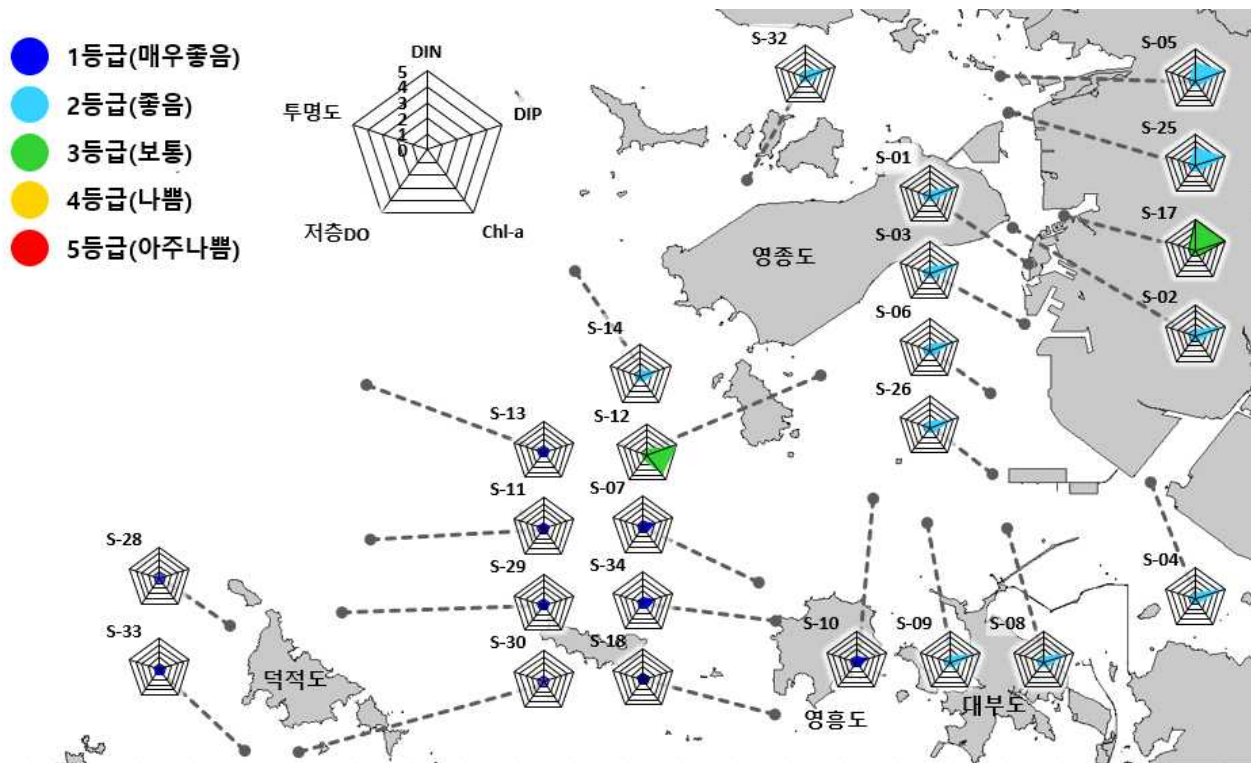 1등급(매우좋음)
2등급(좋음)
3등급(보통)
4등급(나쁨)
5등급(아주나쁨)
DIN
5
4
3
2
1
0
투명도
DIP
저층DO
Chl-a
S-32
S-05
S-25
S-01
S-17
S-03
영종도
S-02
S-06
S-14
S-26
S-13
S-12
S-11
S-07
S-28
S-04
S-29
S-34
S-33
S-10
S-09
S-08
S-30
S-18
덕적도
영흥도
대부도